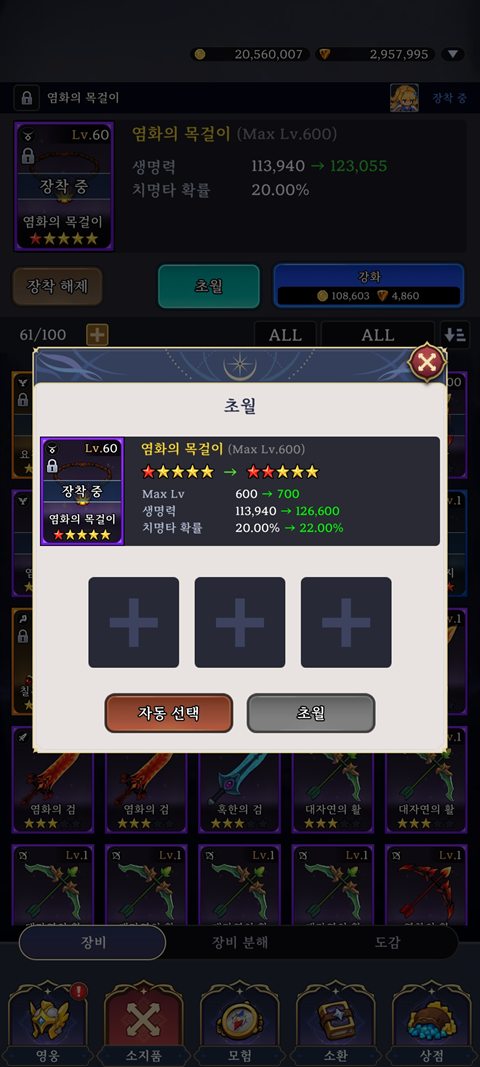 20,560,007 2,957,995
염화의 목걸이 장착 중
Lv.60
장착 중
염화의 목걸이
염화의 목걸이 (Max Lv.600)
생명력 113,940 → 123,055
치명타 확률 20.00%
장착 해제
초월
강화
108,603 4,860
61/100 ALL ALL
초월
Lv.60
장착 중
염화의 목걸이
염화의 목걸이 (Max Lv.600)
→
Max Lv 600 → 700
생명력 113,940 → 126,600
치명타 확률 20.00% → 22.00%
자동 선택 초월
염화의 검 염화의 검 혹한의 검 대자연의 활 대자연의 활
Lv.1 Lv.1 Lv.1 Lv.1 Lv.1
장비 장비 분해 도감
영웅 소지품 모험 소환 상점